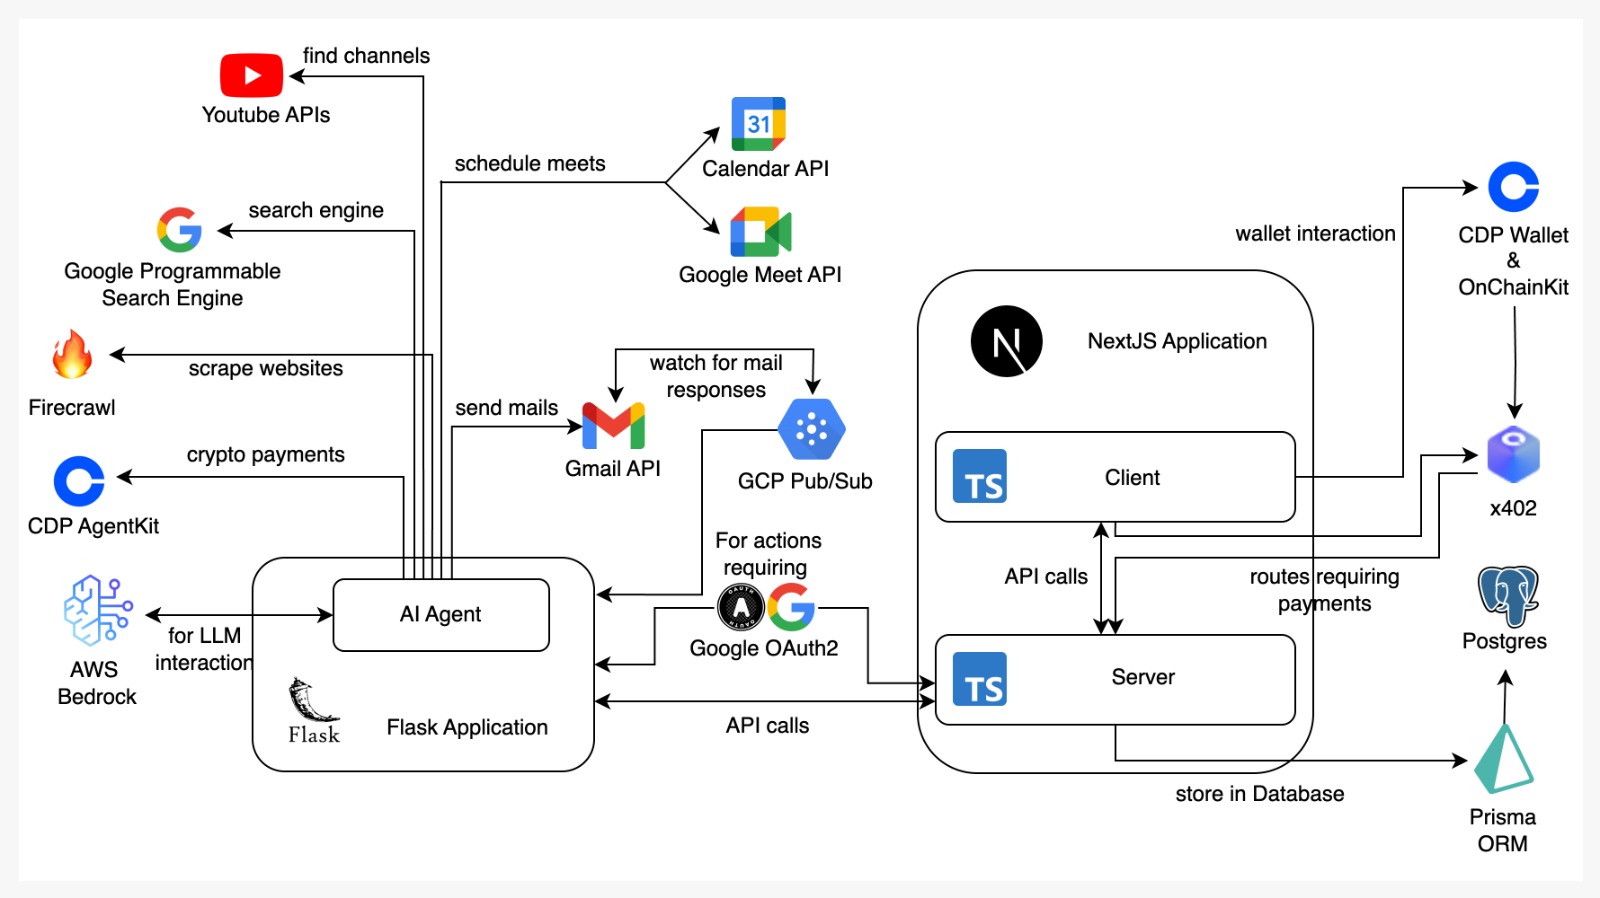 find channels
Youtube APIs
schedule meets
31
Calendar API
search engine
Google Programmable
Search Engine
Google Meet API
wallet interaction
CDP Wallet
&
OnChainKit
NextJS Application
scrape websites
Firecrawl
watch for mail
responses
send mails
Gmail API
GCP Pub/Sub
crypto payments
CDP AgentKit
TS
Client
x402
For actions
requiring
OAUTH
A
Google OAuth2
API calls
routes requiring
payments
Postgres
AI Agent
for LLM
interaction
AWS
Bedrock
TS
Server
Flask
Flask Application
API calls
store in Database
Prisma
ORM